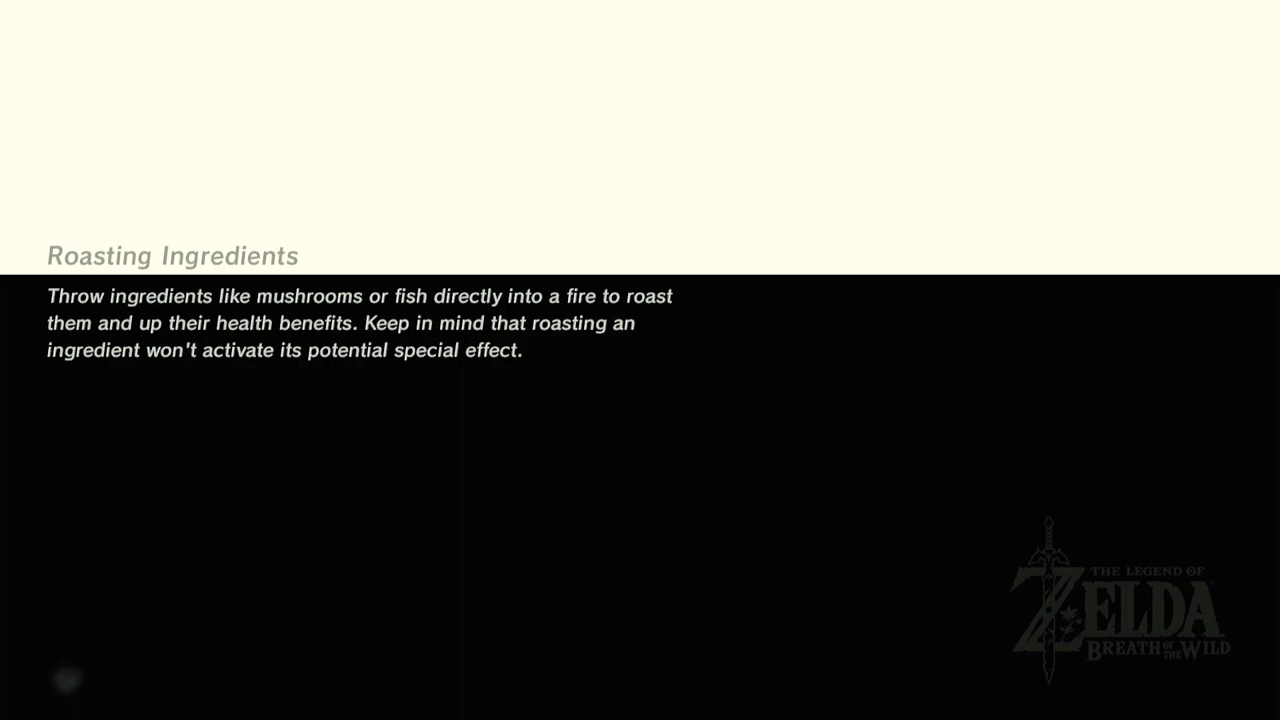 Roasting Ingredients
Throw ingredients like mushrooms or fish directly into a fire to roast
them and up their health benefits. Keep in mind that roasting an
ingredient won't activate its potential special effect.
THE LEGEND OF
ZELDA
BREATH OF THE WILD